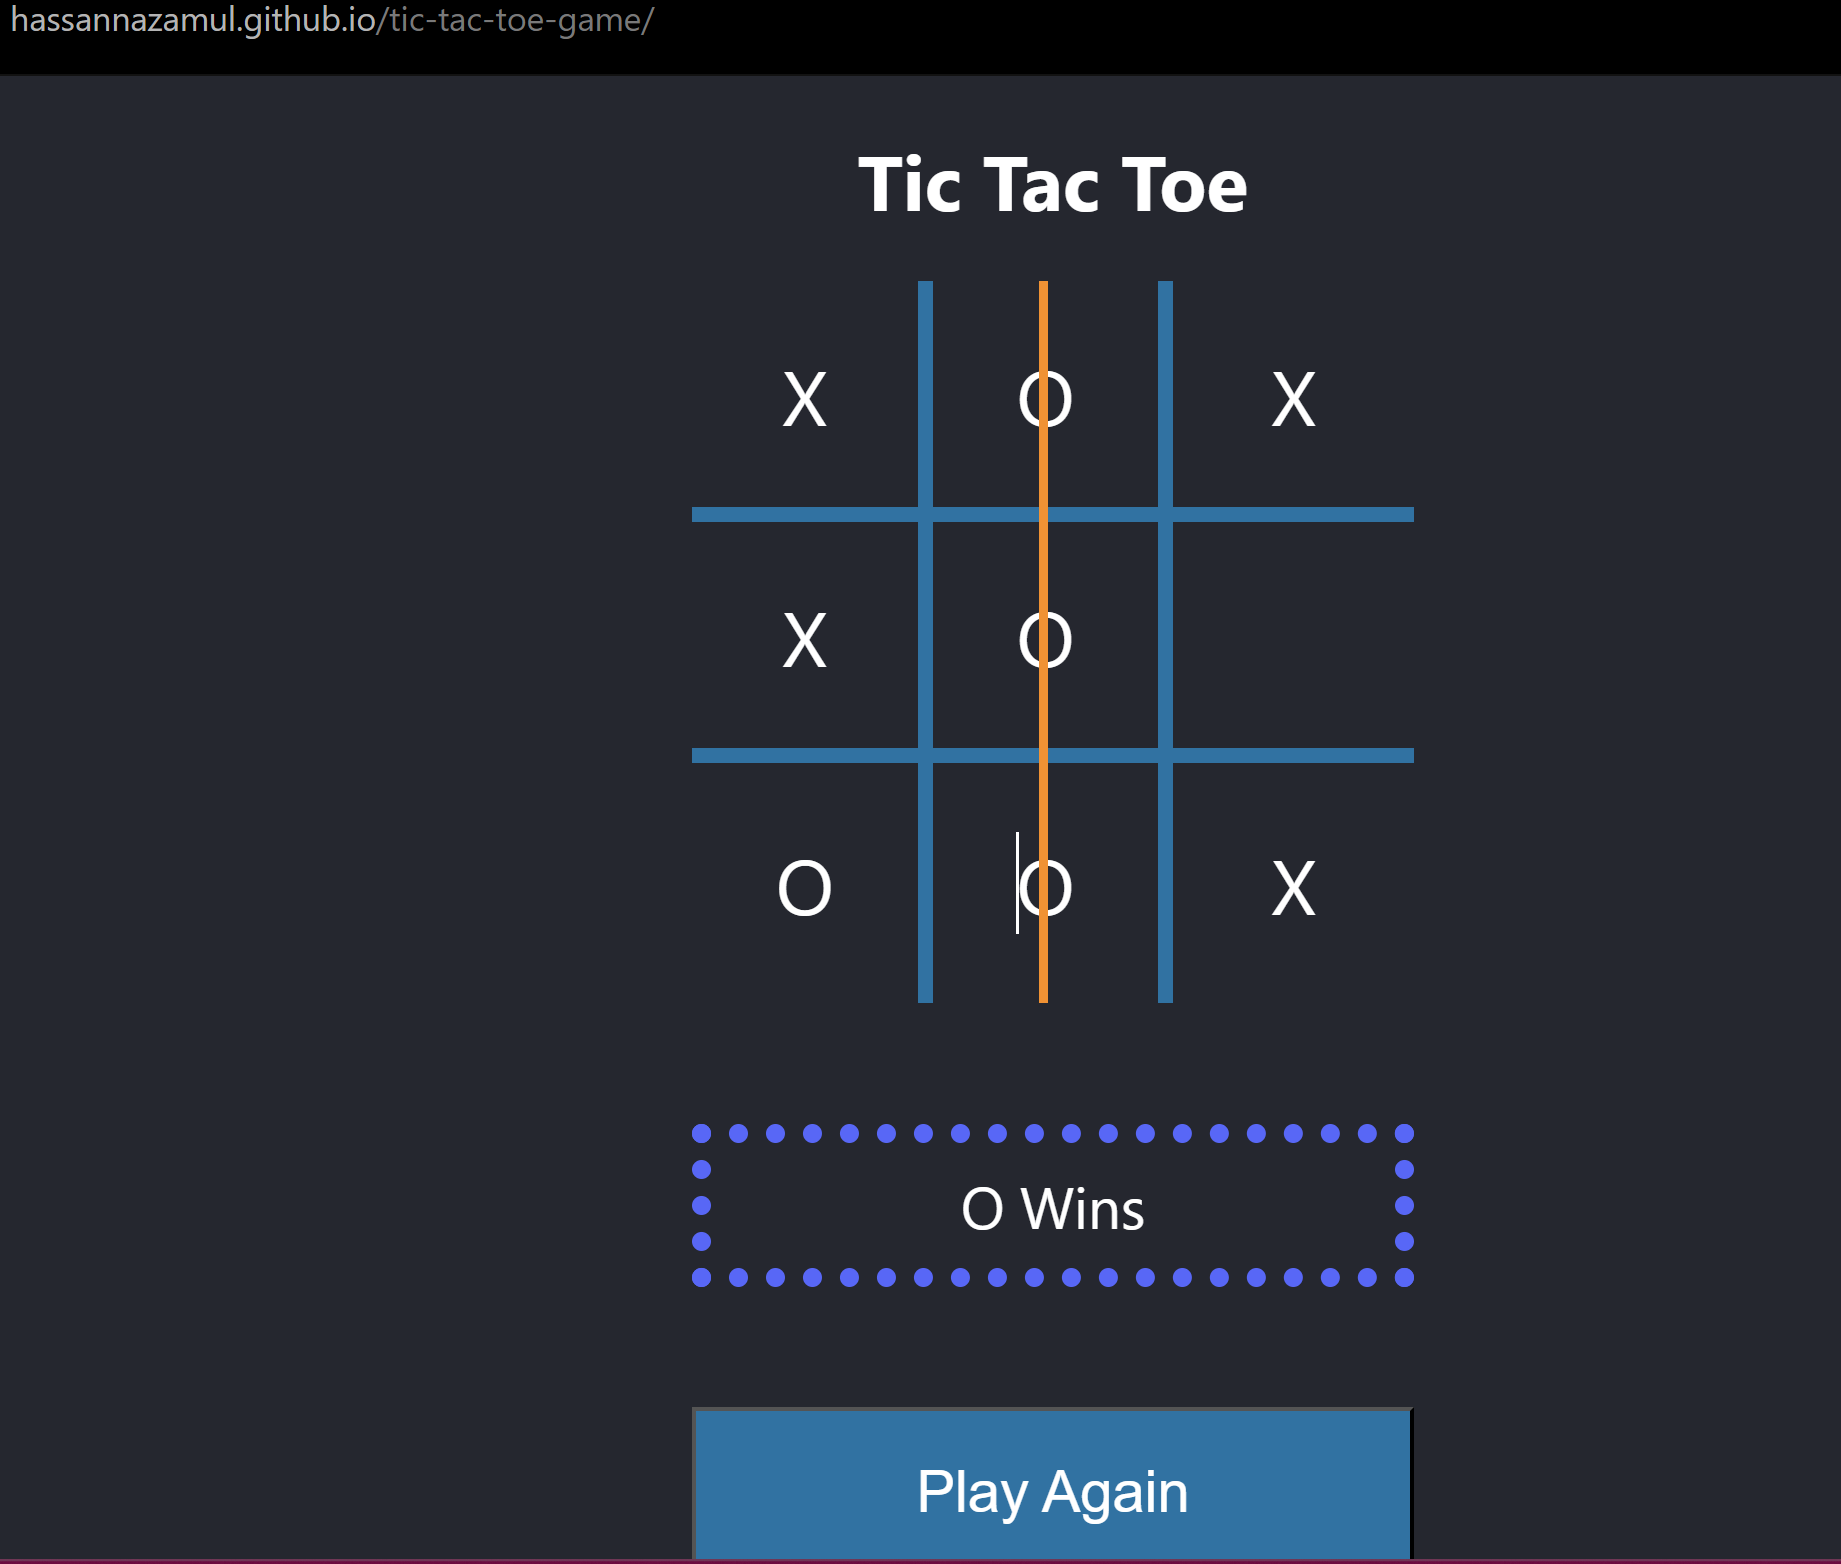 hassannazamul.github.io/tic-tac-toe-game/
Tic Tac Toe
X O X
X O
O O X
O Wins
Play Again